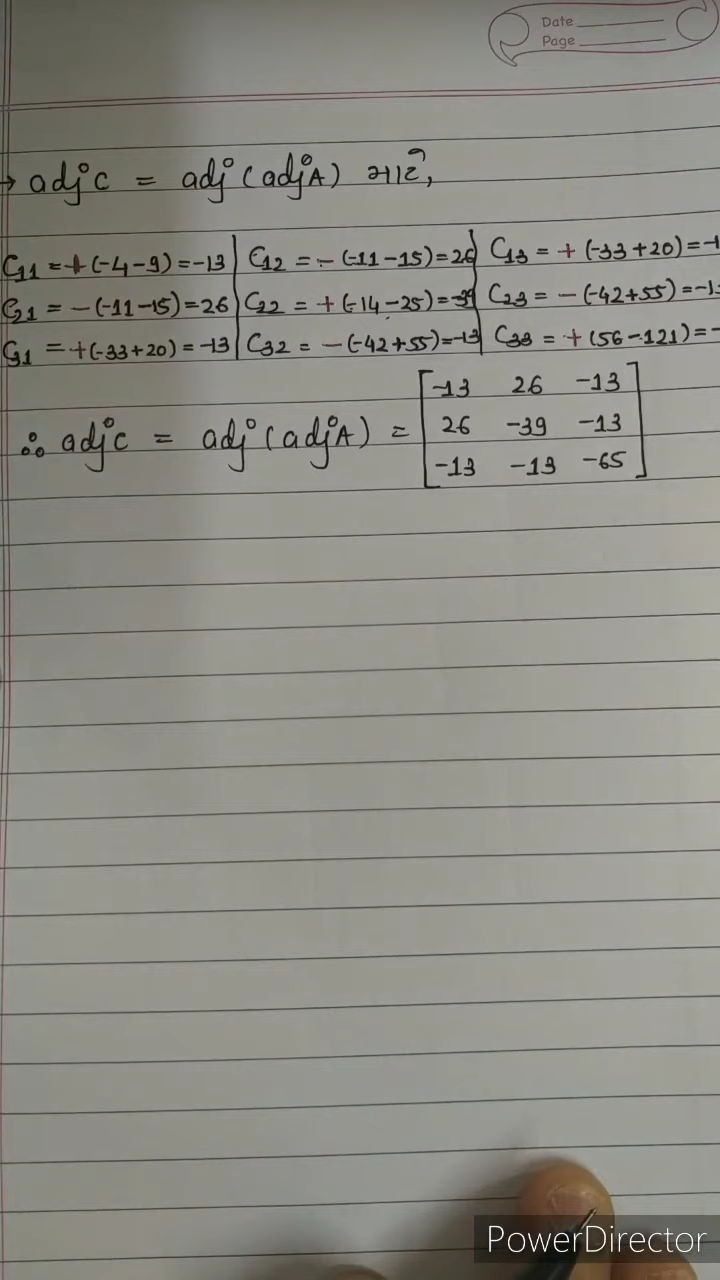 Date
Page
→ adj C = adj (adj A) માટે,
C11 = +(-4-9) = -13 | C12 = -(-11-15) = 26 | C13 = +(-33+20) = -1
C21 = -(-11-15) = 26 | C22 = +(-14-25) = -39 | C23 = -(-42+55) = -1
C31 = +(-33+20) = -13 | C32 = -(-42+55) = -13 | C33 = +(56-121) = -
∴ adj C = adj (adj A) = [-13 26 -13
26 -39 -13
-13 -13 -65]
PowerDirector